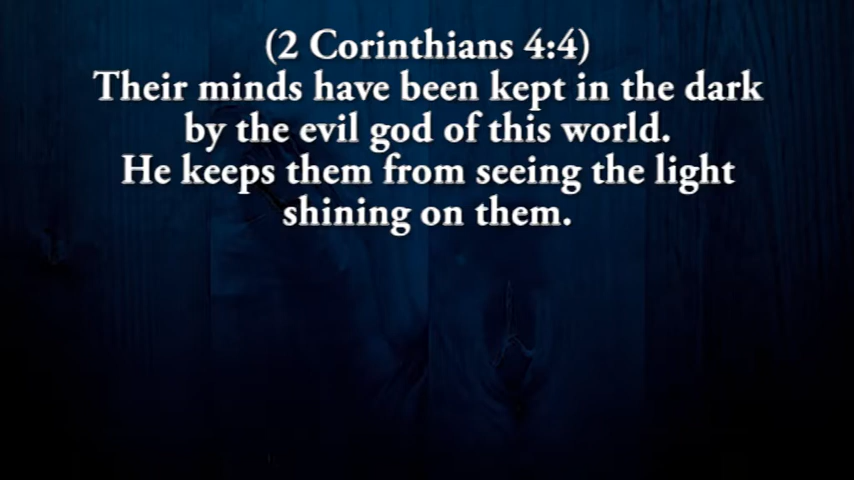 (2 Corinthians 4:4)
Their minds have been kept in the dark
by the evil god of this world.
He keeps them from seeing the light
shining on them.